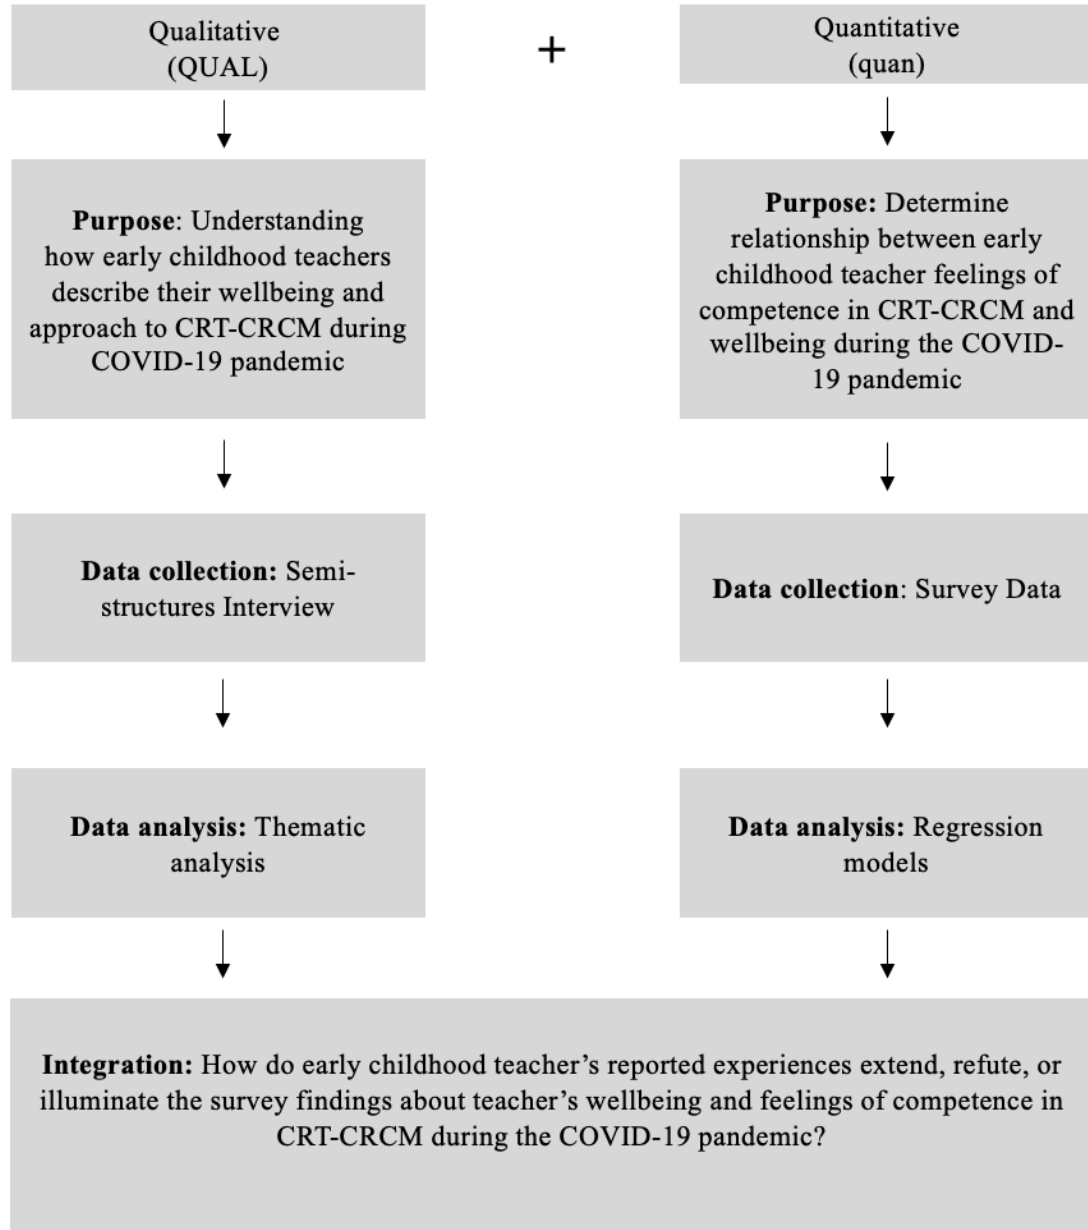 Qualitative
(QUAL)
+
Quantitative
(quan)
Purpose: Understanding
how early childhood teachers
describe their wellbeing and
approach to CRT-CRCM during
COVID-19 pandemic
Purpose: Determine
relationship between early
childhood teacher feelings of
competence in CRT-CRCM and
wellbeing during the COVID-
19 pandemic
Data collection: Semi-
structures Interview
Data collection: Survey Data
Data analysis: Thematic
analysis
Data analysis: Regression
models
Integration: How do early childhood teacher’s reported experiences extend, refute, or
illuminate the survey findings about teacher’s wellbeing and feelings of competence in
CRT-CRCM during the COVID-19 pandemic?